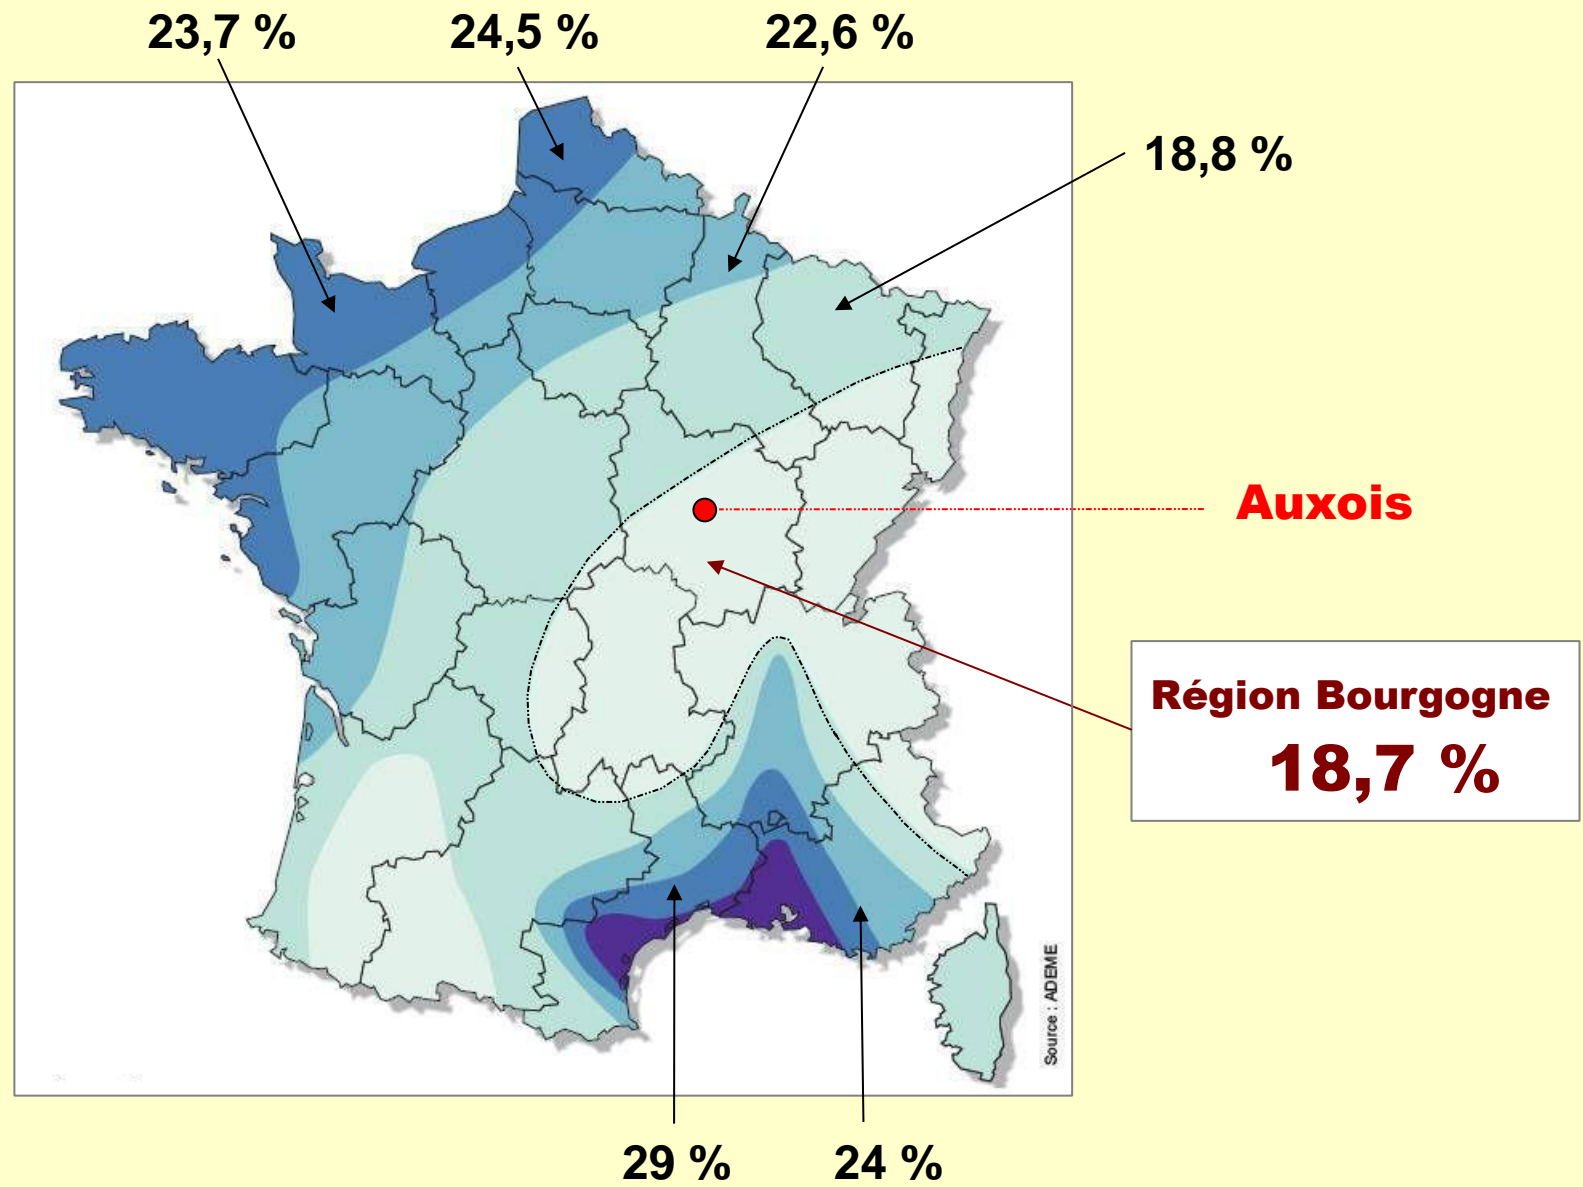 23,7 %
24,5 %
22,6 %
18,8 %
Auxois
Région Bourgogne
18,7 %
Source : ADEME
29 %
24 %